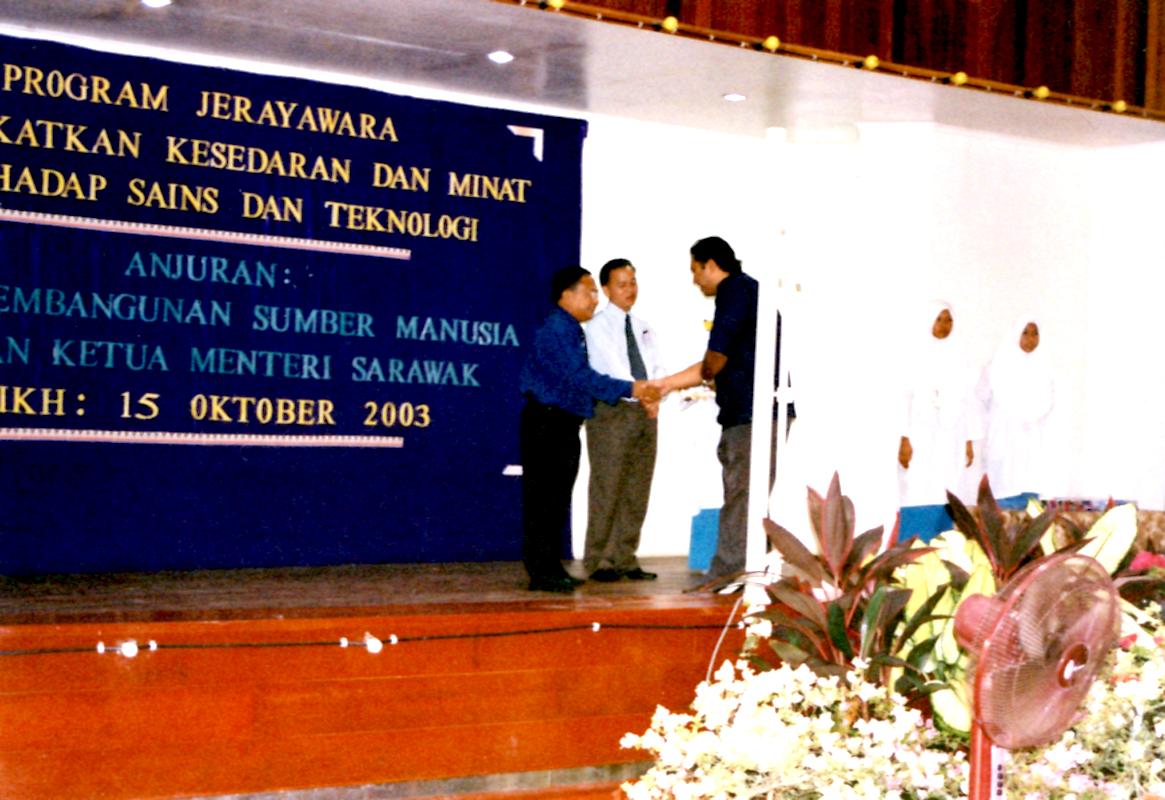 PROGRAM JERAYAWARA
KATKAN KESEDARAN DAN MINAT
HADAP SAINS DAN TEKNOLOGI
ANJURAN:
EMBANGUNAN SUMBER MANUSIA
AN KETUA MENTERI SARAWAK
IKH: 15 OKTOBER 2003